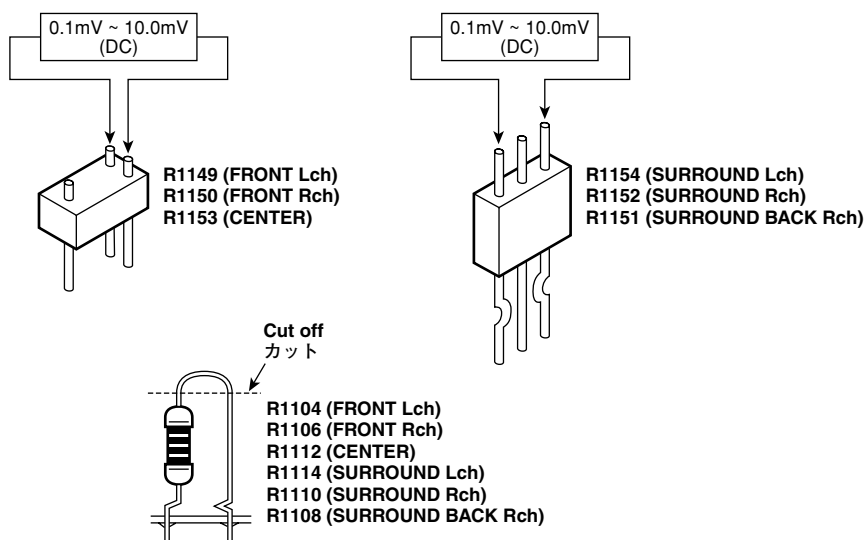 0.1mV ~ 10.0mV
(DC)
R1149 (FRONT Lch)
R1150 (FRONT Rch)
R1153 (CENTER)
0.1mV ~ 10.0mV
(DC)
R1154 (SURROUND Lch)
R1152 (SURROUND Rch)
R1151 (SURROUND BACK Rch)
Cut off
カット
R1104 (FRONT Lch)
R1106 (FRONT Rch)
R1112 (CENTER)
R1114 (SURROUND Lch)
R1110 (SURROUND Rch)
R1108 (SURROUND BACK Rch)